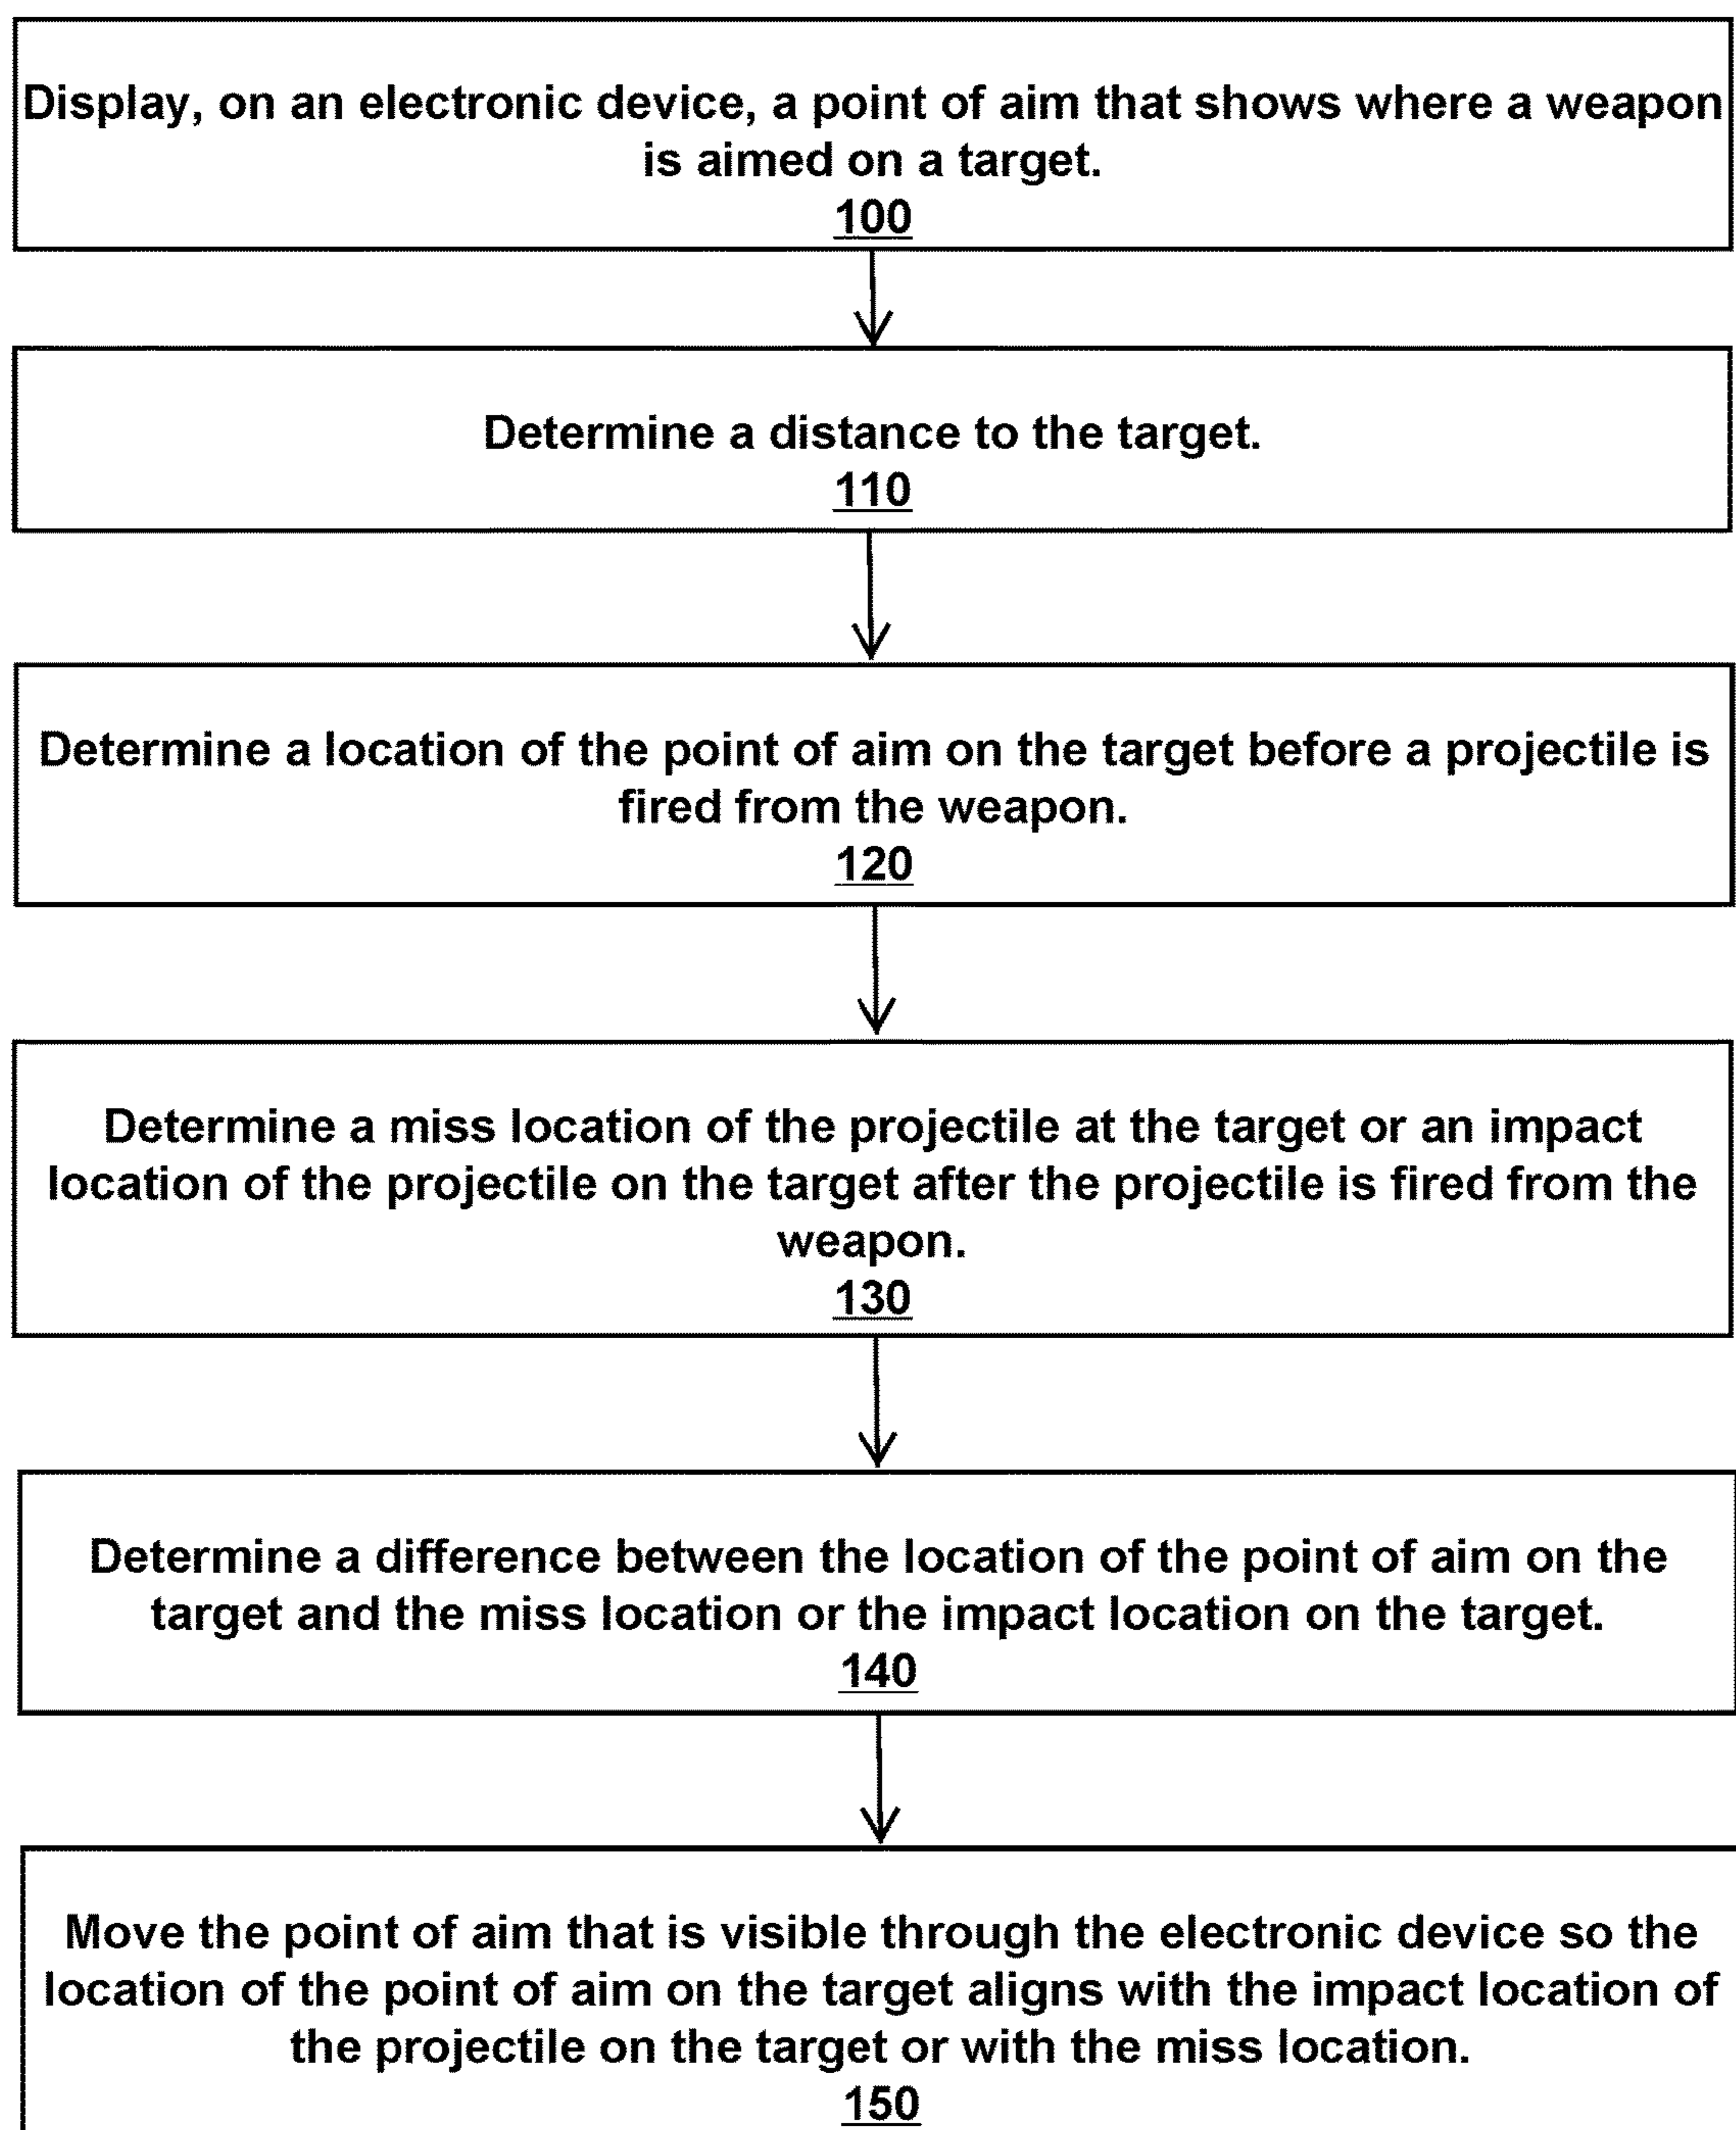 Display, on an electronic device, a point of aim that shows where a weapon
is aimed on a target.
100
Determine a distance to the target.
110
Determine a location of the point of aim on the target before a projectile is
fired from the weapon.
120
Determine a miss location of the projectile at the target or an impact
location of the projectile on the target after the projectile is fired from the
weapon.
130
Determine a difference between the location of the point of aim on the
target and the miss location or the impact location on the target.
140
Move the point of aim that is visible through the electronic device so the
location of the point of aim on the target aligns with the impact location of
the projectile on the target or with the miss location.
150